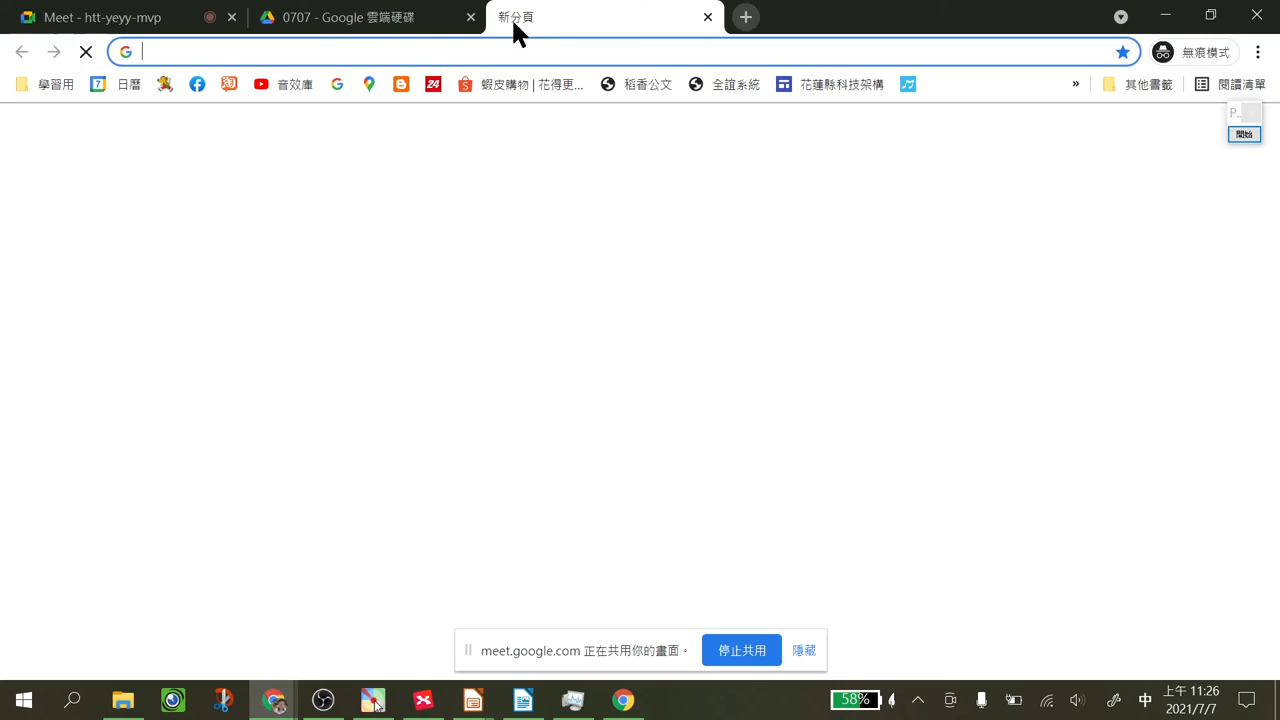 Meet - htt-yeyy-mvp
0707 - Google 雲端硬碟
新分頁
無痕模式
學習用
7 日曆
淘
音效庫
24
蝦皮購物 | 花得更...
稻香公文
全誼系統
花蓮縣科技架構
»
其他書籤
閱讀清單
P...
開始
meet.google.com 正在共用你的畫面。
停止共用
隱藏
58%
中
上午 11:26
2021/7/7